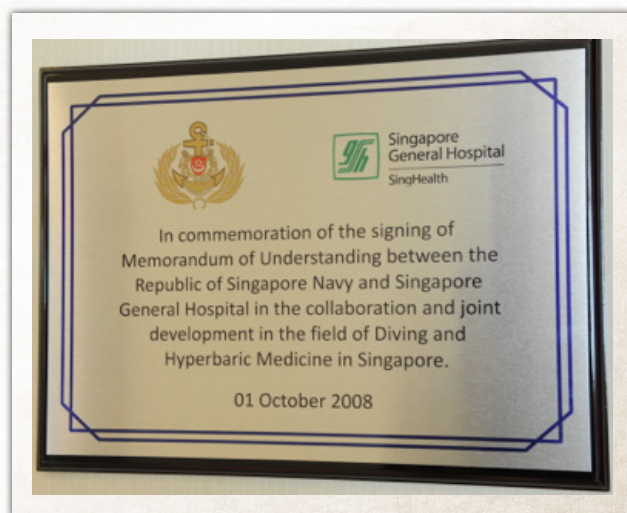 Singapore
General Hospital
SingHealth
In commemoration of the signing of
Memorandum of Understanding between the
Republic of Singapore Navy and Singapore
General Hospital in the collaboration and joint
development in the field of Diving and
Hyperbaric Medicine in Singapore.
01 October 2008